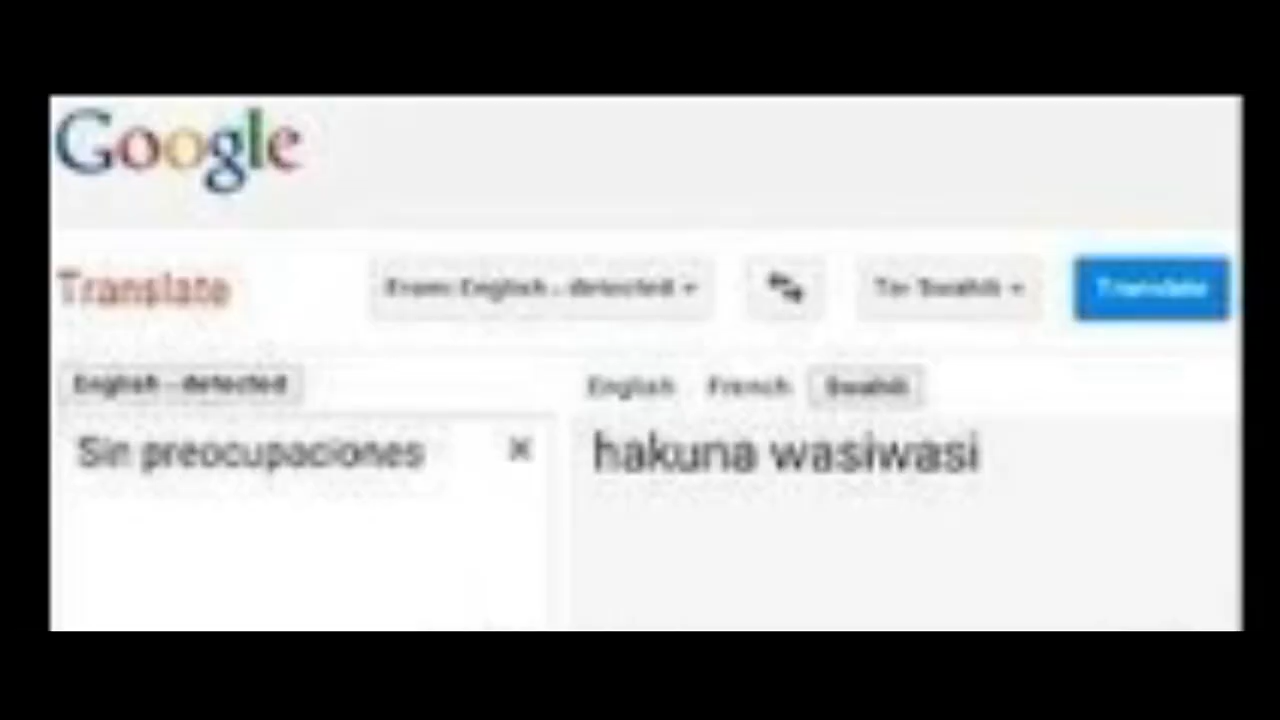 Google
Translate From: English - detected To: Swahili Translate
English - detected English French Swahili
Sin preocupaciones × hakuna wasiwasi